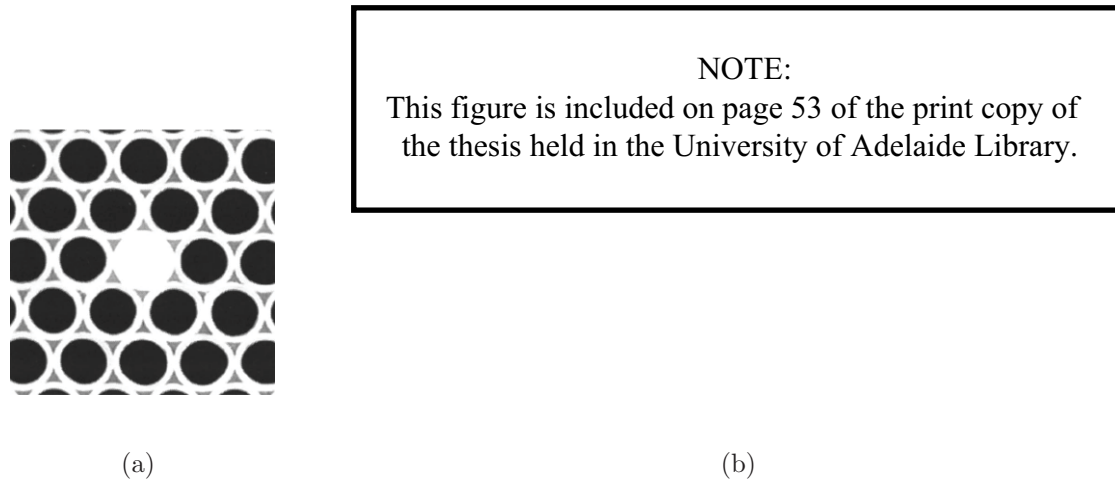 NOTE:
This figure is included on page 53 of the print copy of
the thesis held in the University of Adelaide Library.
(a)
(b)